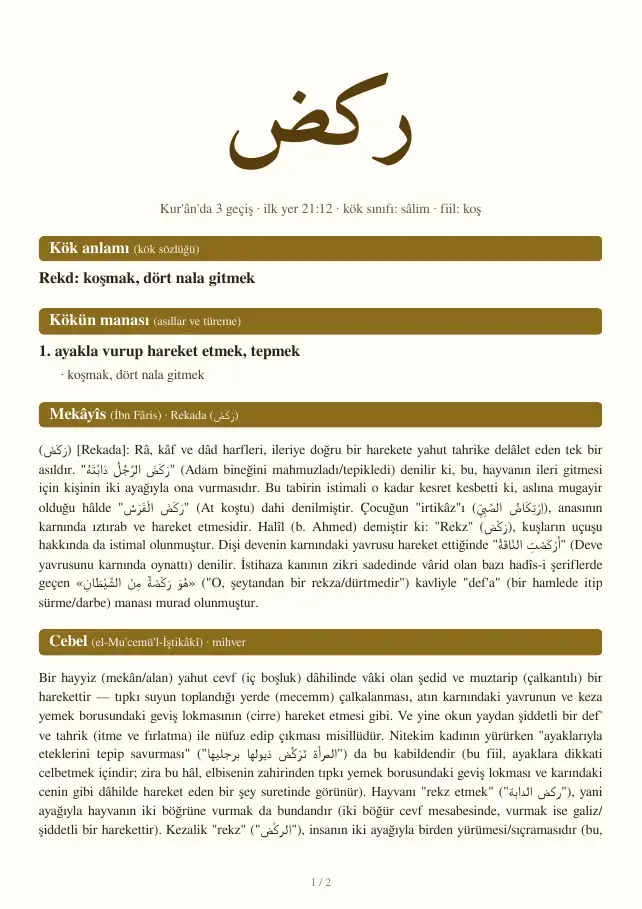 ركض
Kur'ân'da 3 geçiş · ilk yer 21:12 · kök sınıfı: sâlim · fiil: koş
Kök anlamı (kök sözlüğü)
Rekd: koşmak, dört nala gitmek
Kökün manası (asıllar ve türeme)
1. ayakla vurup hareket etmek, tepmek
· koşmak, dört nala gitmek
Mekâyîs (İbn Fâris) · Rekada (رَكَضَ)
(رَكَضَ) [Rekada]: Râ, kâf ve dâd harfleri, ileriye doğru bir harekete yahut tahrike delâlet eden tek bir
asıldır. "رَكَضَ الرَّجُلُ دَابَّتَهُ" (Adam bineğini mahmuzladı/tepikledi) denilir ki, bu, hayvanın ileri gitmesi
için kişinin iki ayağıyla ona vurmasıdır. Bu tabirin istimali o kadar kesret kesbetti ki, aslına mugayir
olduğu hâlde "رَكَضَ الْفَرَسُ" (At koştu) dahi denilmiştir. Çocuğun "irtikâz"ı (اِرْتِكَاضُ الصَّبِيِّ), anasının
karnında ıztırab ve hareket etmesidir. Halîl (b. Ahmed) demiştir ki: "Rekz" (رَكْض), kuşların uçuşu
hakkında da istimal olunmuştur. Dişi devenin karnındaki yavrusu hareket ettiğinde "أَرْكَضَتِ النَّاقَةُ" (Deve
yavrusunu karnında oynattı) denilir. İstihaza kanının zikri sadedinde vârid olan bazı hadîs-i şeriflerde
geçen «هُوَ رَكْضَةٌ مِنَ الشَّيْطَانِ» ("O, şeytandan bir rekza/dürtmedir") kavliyle "def'a" (bir hamlede itip
sürme/darbe) manası murad olunmuştur.
Cebel (el-Mu'cemü'l-İştikâkî) · mihver
Bir hayyiz (mekân/alan) yahut cevf (iç boşluk) dâhilinde vâki olan şedid ve muztarip (çalkantılı) bir
harekettir — tıpkı suyun toplandığı yerde (mecemm) çalkalanması, atın karnındaki yavrunun ve keza
yemek borusundaki geviş lokmasının (cirre) hareket etmesi gibi. Ve yine okun yaydan şiddetli bir def'
ve tahrik (itme ve fırlatma) ile nüfuz edip çıkması misillüdür. Nitekim kadının yürürken "ayaklarıyla
eteklerini tepip savurması" ("المرأة تَرْكُض ذيولها برجليها") da bu kabildendir (bu fiil, ayaklara dikkati
celbetmek içindir; zira bu hâl, elbisenin zahirinden tıpkı yemek borusundaki geviş lokması ve karındaki
cenin gibi dâhilde hareket eden bir şey suretinde görünür). Hayvanı "rekz etmek" ("ركض الدابة"), yani
ayağıyla hayvanın iki böğrüne vurmak da bundandır (iki böğür cevf mesabesinde, vurmak ise galiz/
şiddetli bir harekettir). Kezalik "rekz" ("الركْض"), insanın iki ayağıyla birden yürümesi/sıçramasıdır (bu,
1 / 2